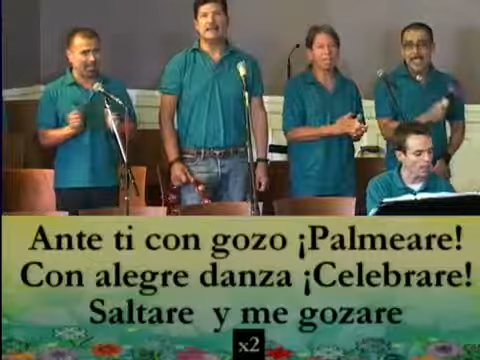 Ante ti con gozo ¡Palmeare!
Con alegre danza ¡Celebrare!
Saltare y me gozare
x2